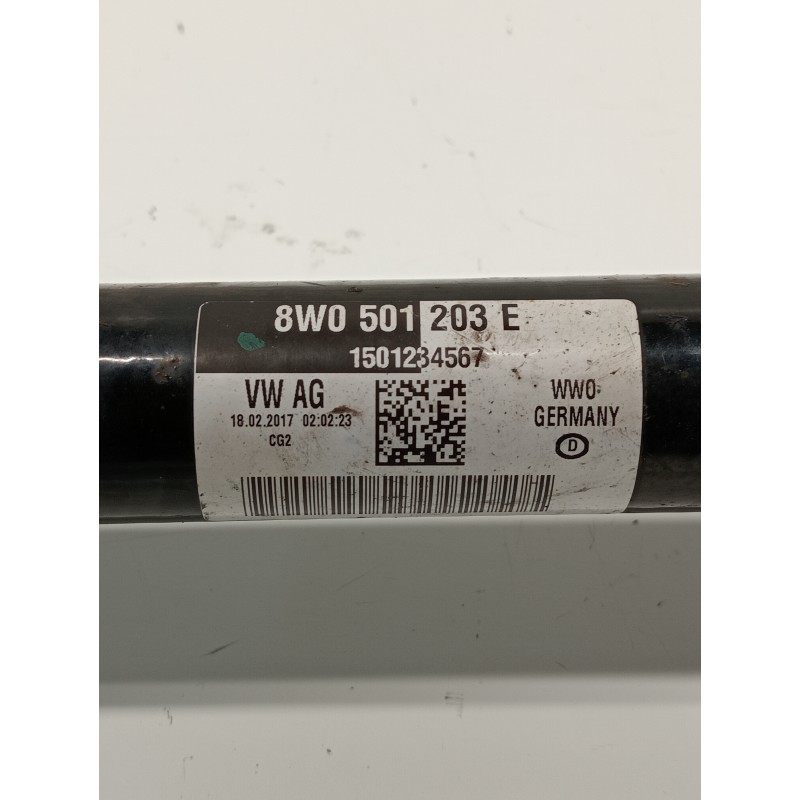 8W0 501 203 E
1501234567
VW AG
18.02.2017 02:02:23
CG2
WWO
GERMANY
D